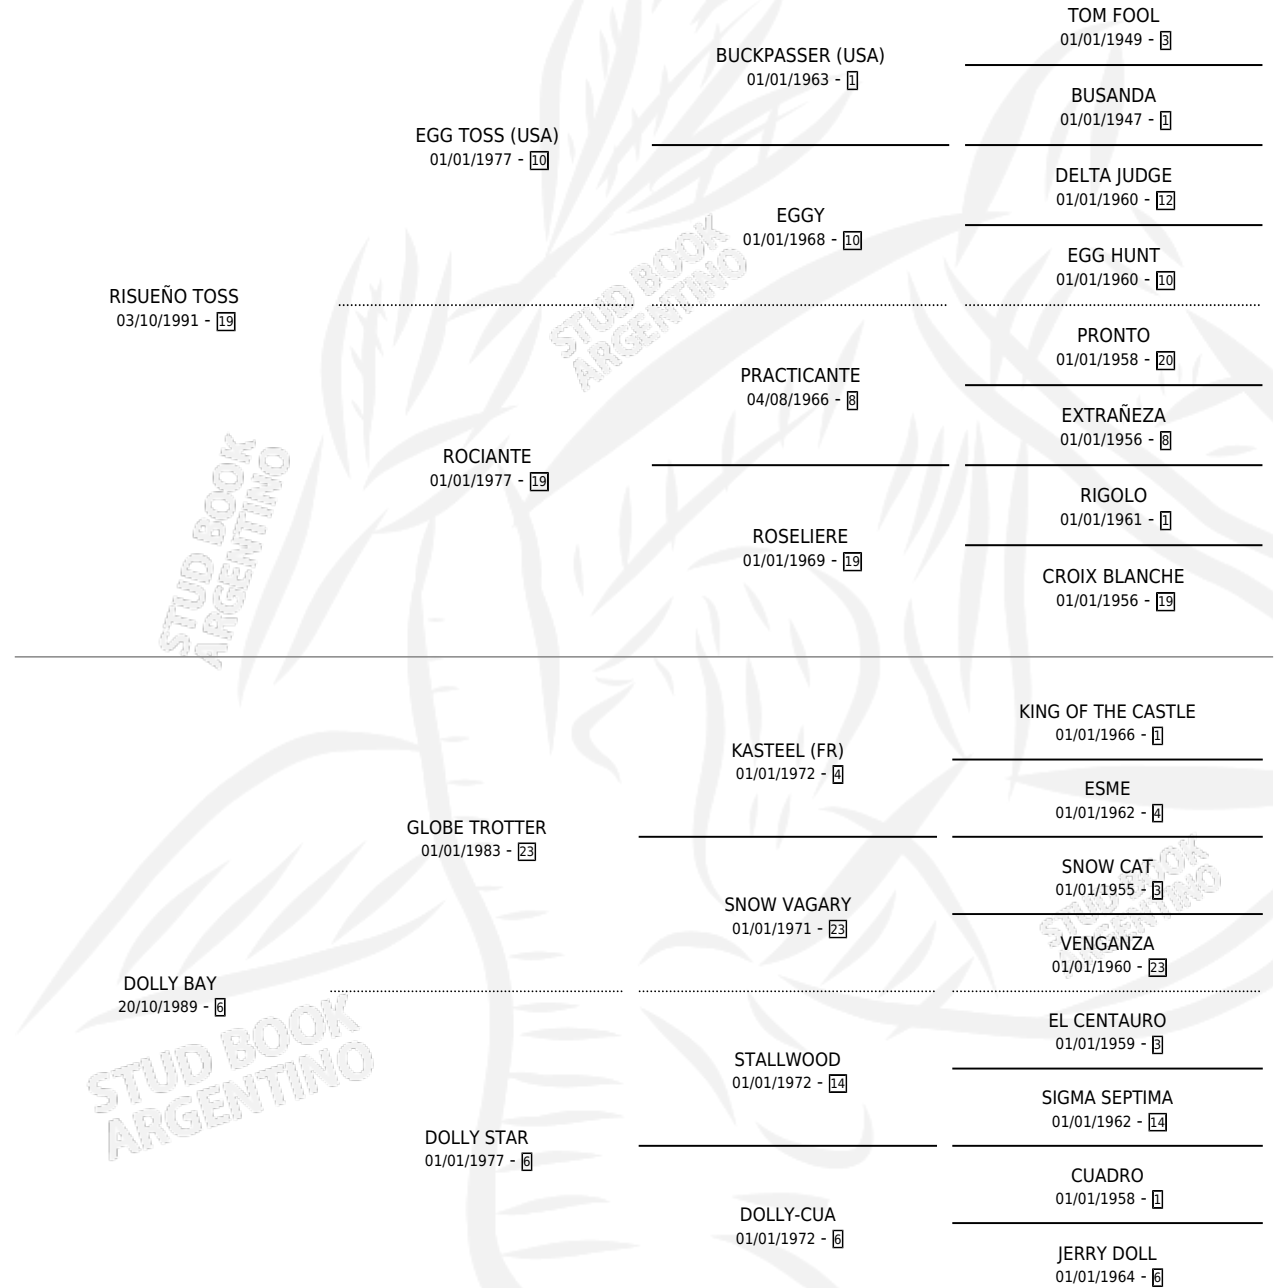 TOM FOOL
01/01/1949 - 3
BUCKPASSER (USA)
01/01/1963 - 1
BUSANDA
01/01/1947 - 1
EGG TOSS (USA)
01/01/1977 - 10
DELTA JUDGE
01/01/1960 - 12
EGGY
01/01/1968 - 10
EGG HUNT
01/01/1960 - 10
RISUEÑO TOSS
03/10/1991 - 19
PRONTO
01/01/1958 - 20
PRACTICANTE
04/08/1966 - 8
EXTRAÑEZA
01/01/1956 - 8
ROCIANTE
01/01/1977 - 19
RIGOLO
01/01/1961 - 1
ROSELIERE
01/01/1969 - 19
CROIX BLANCHE
01/01/1956 - 19
KING OF THE CASTLE
01/01/1966 - 1
KASTEEL (FR)
01/01/1972 - 4
ESME
01/01/1962 - 4
GLOBE TROTTER
01/01/1983 - 23
SNOW CAT
01/01/1955 - 3
SNOW VAGARY
01/01/1971 - 23
VENGANZA
01/01/1960 - 23
DOLLY BAY
20/10/1989 - 6
EL CENTAURO
01/01/1959 - 3
STALLWOOD
01/01/1972 - 14
SIGMA SEPTIMA
01/01/1962 - 14
DOLLY STAR
01/01/1977 - 6
CUADRO
01/01/1958 - 1
DOLLY-CUA
01/01/1972 - 6
JERRY DOLL
01/01/1964 - 6
STUD BOOK
ARGENTINO
STUD BOOK
ARGENTINO
STUD BOOK
ARGENTINO
STUD BOOK
ARGENTINO